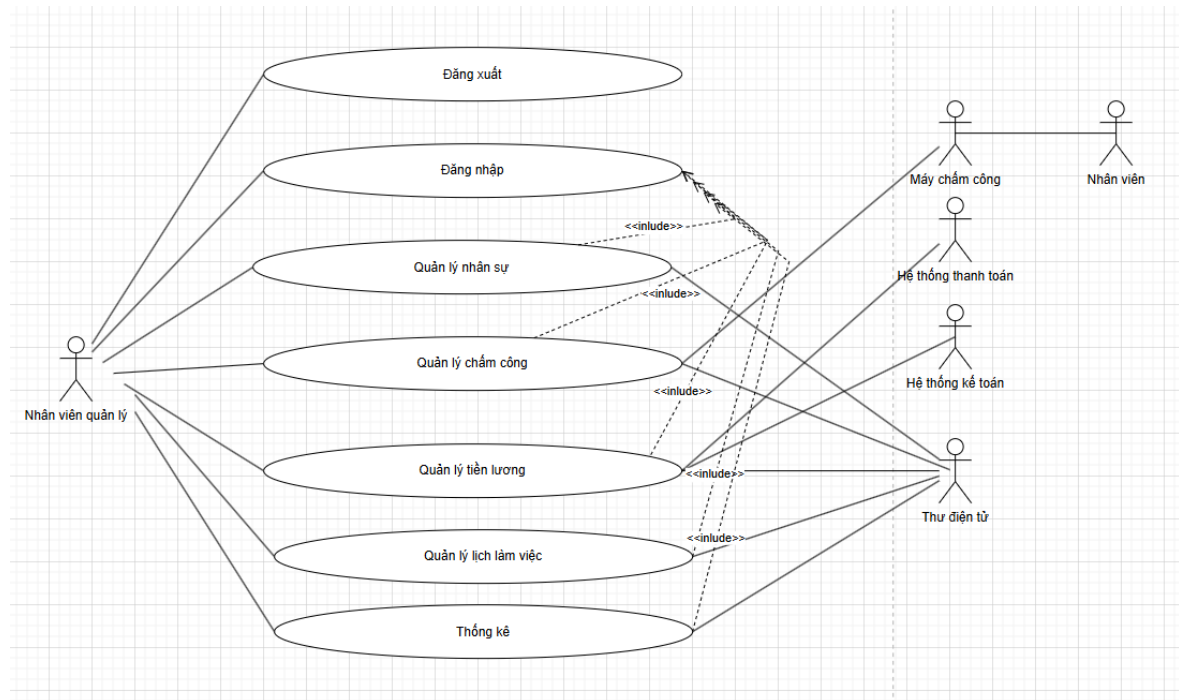 Đăng xuất
Đăng nhập
Máy chấm công
Nhân viên
<<inlude>>
Quản lý nhân sự
Hệ thống thanh toán
<<inlude>>
Quản lý chấm công
Hệ thống kế toán
<<inlude>>
Nhân viên quản lý
Quản lý tiền lương
<<inlude>>
Thư điện tử
<<inlude>>
Quản lý lịch làm việc
Thống kê